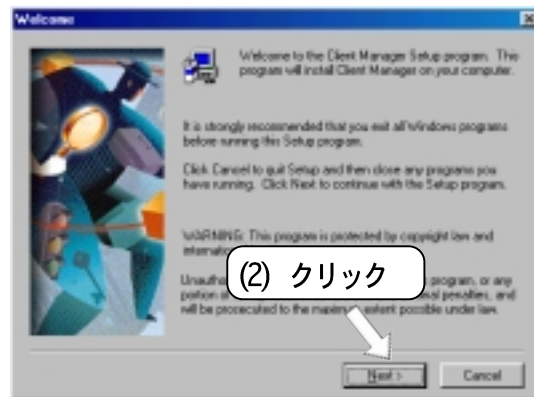 Welcome
Welcome to the Client Manager Setup program. This
program will install Client Manager on your computer.
It is strongly recommended that you exit all Windows programs
before running this Setup program.
Click Cancel to quit Setup and then close any programs you
have running. Click Next to continue with the Setup program.
WARNING: This program is protected by copyright law and
(2) クリック
program, or any
penalties, and
will be prosecuted to the maximum extent possible under law.
Next >
Cancel